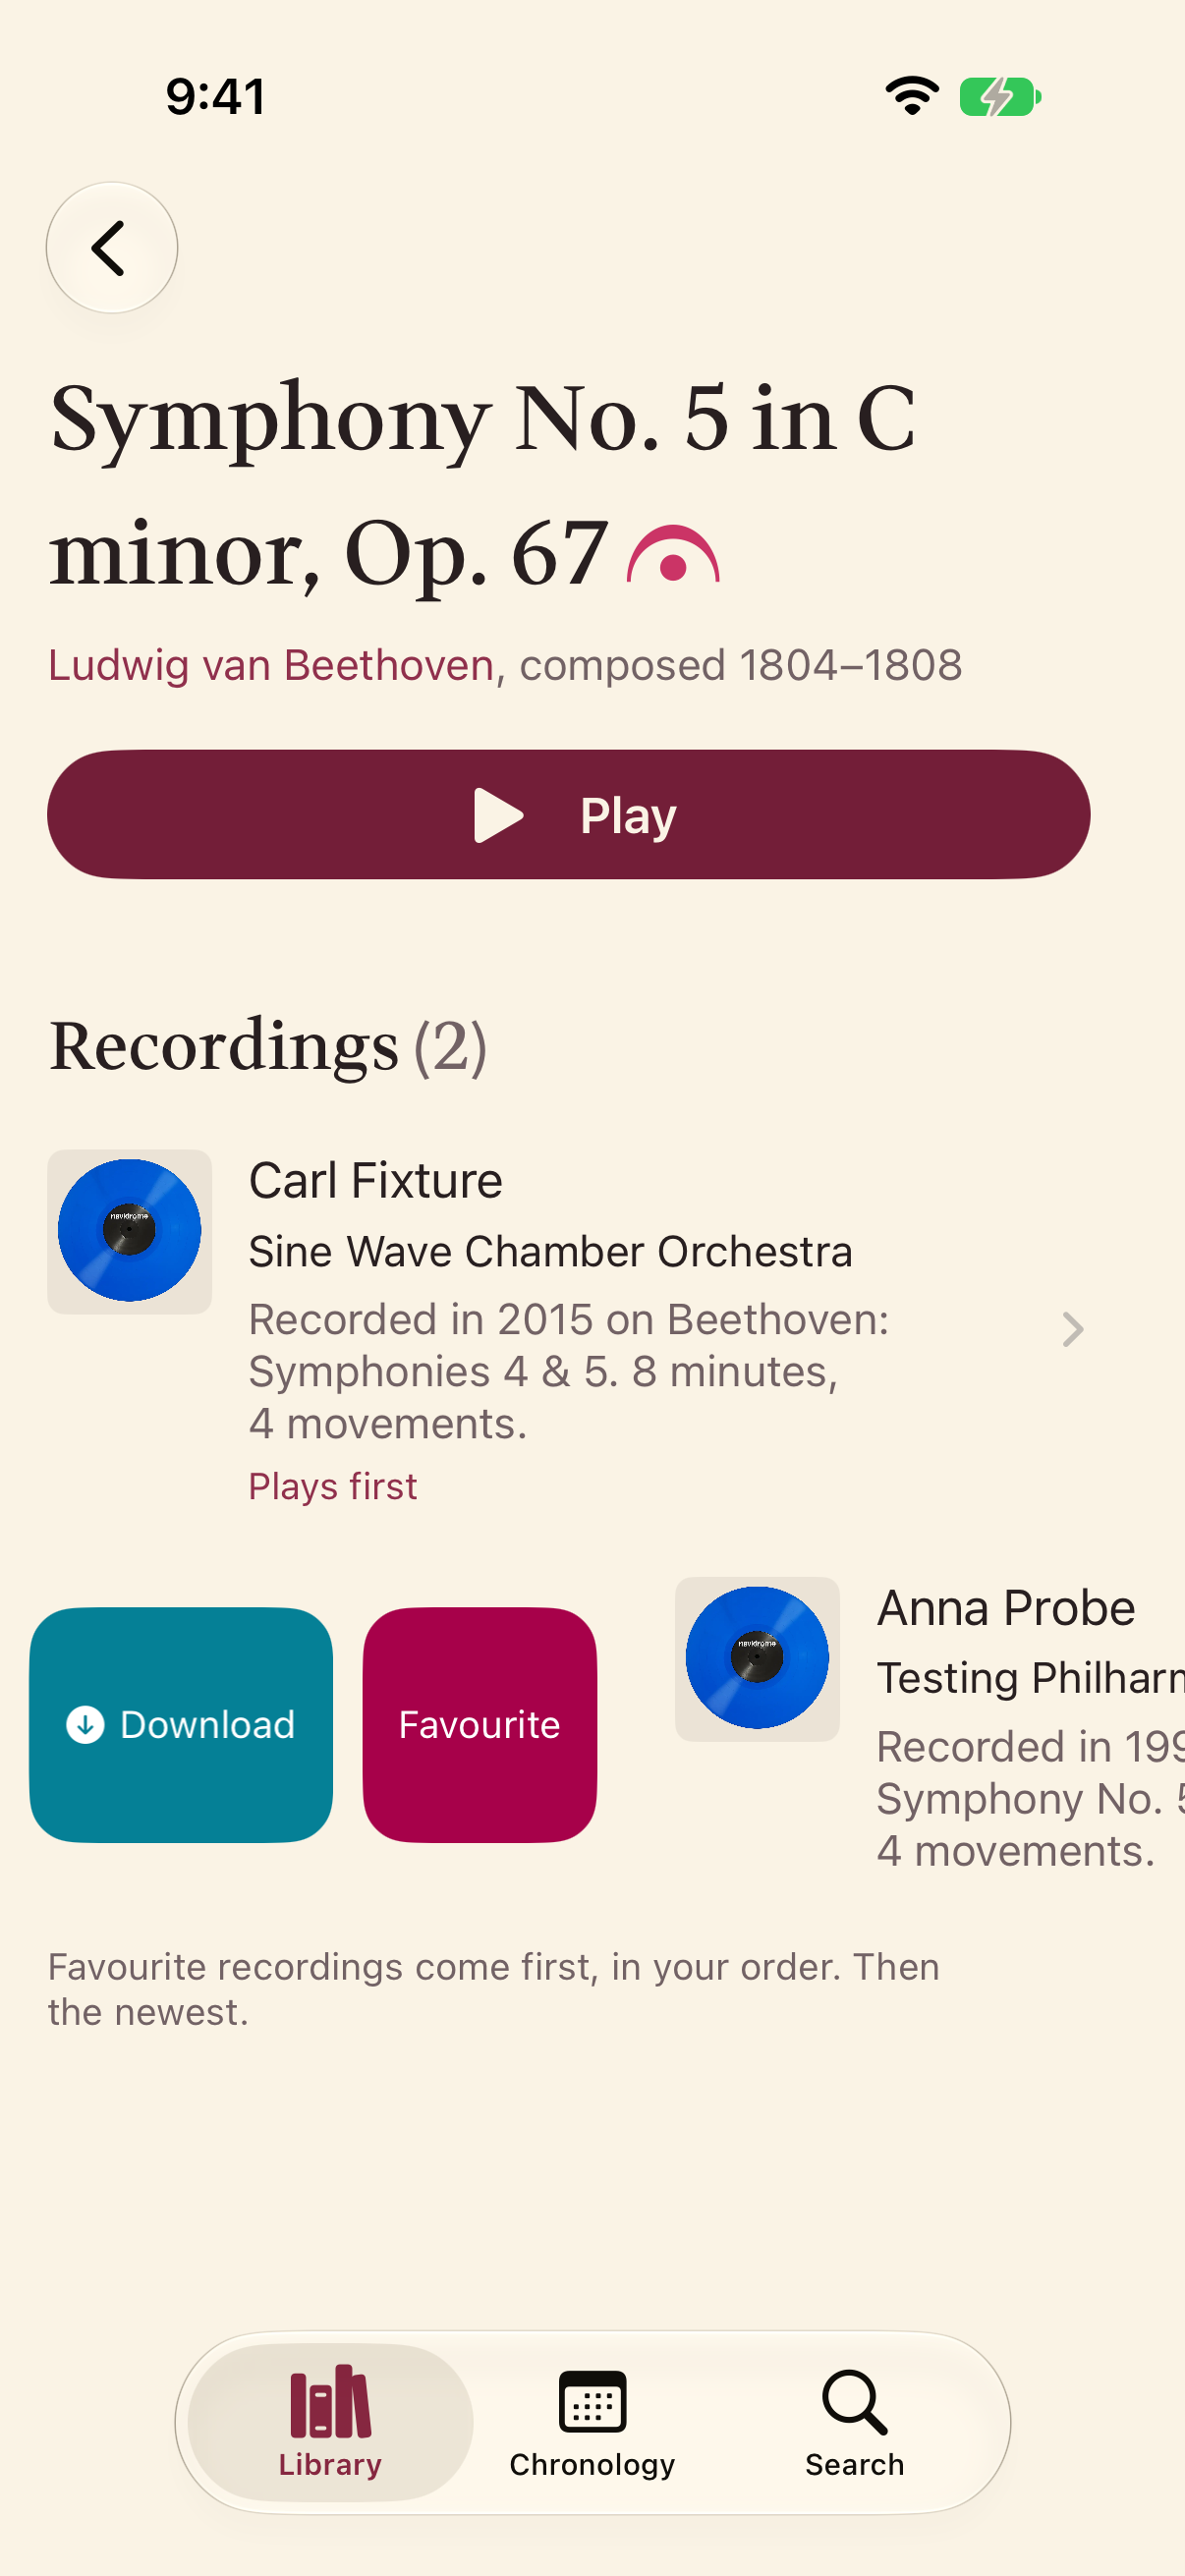 9:41
Symphony No. 5 in C
minor, Op. 67
Ludwig van Beethoven, composed 1804–1808
Play
Recordings (2)
navidrome
Carl Fixture
Sine Wave Chamber Orchestra
Recorded in 2015 on Beethoven:
Symphonies 4 & 5. 8 minutes,
4 movements.
Plays first
Download
Favourite
navidrome
Anna Probe
Testing Philharm
Recorded in 199
Symphony No. 5
4 movements.
Favourite recordings come first, in your order. Then
the newest.
Library
Chronology
Search